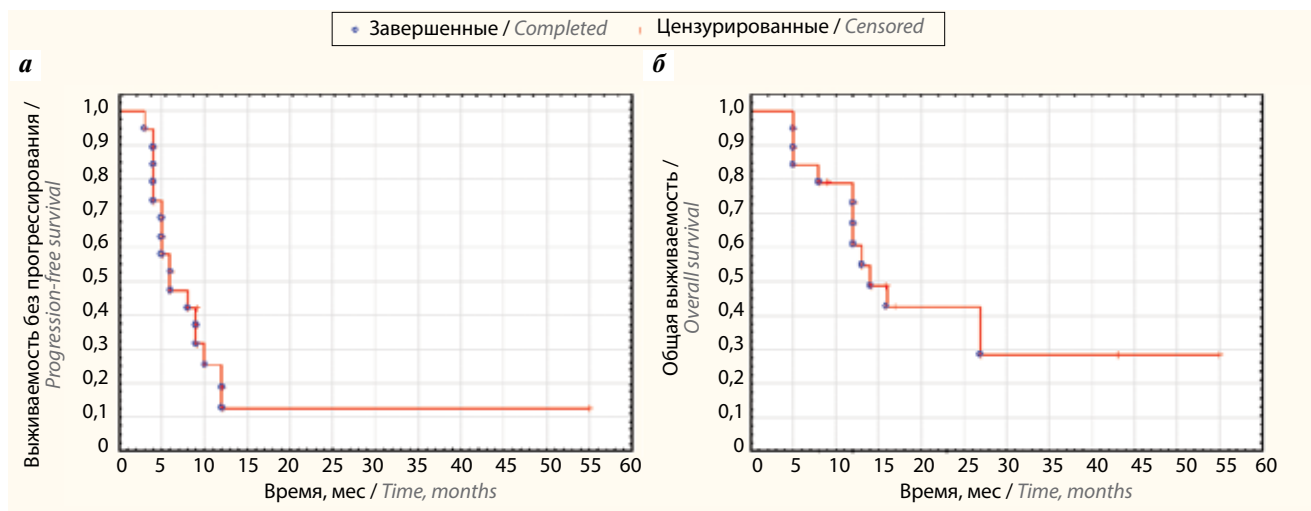 Завершенные / Completed Цензурированные / Censored
а
Выживаемость без прогрессирования /
Progression-free survival
1,0
0,9
0,8
0,7
0,6
0,5
0,4
0,3
0,2
0,1
0
0 5 10 15 20 25 30 35 40 45 50 55 60
Время, мес / Time, months
б
Общая выживаемость /
Overall survival
1,0
0,9
0,8
0,7
0,6
0,5
0,4
0,3
0,2
0,1
0
0 5 10 15 20 25 30 35 40 45 50 55 60
Время, мес / Time, months